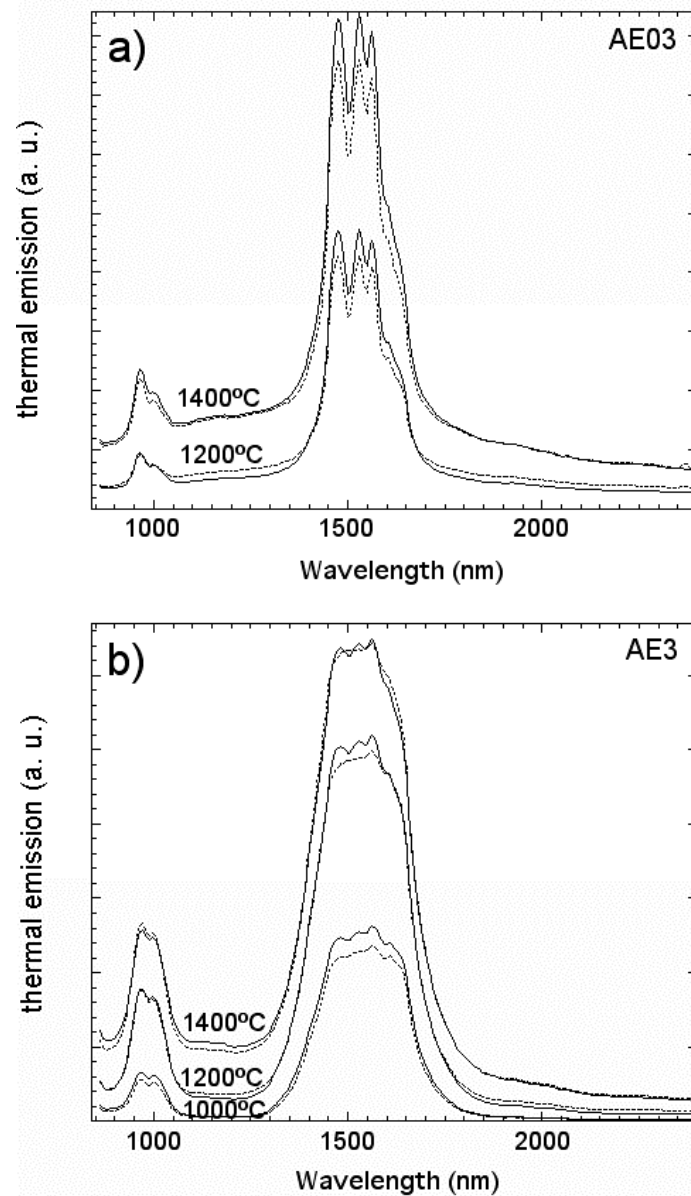 a)
AE03
thermal emission (a. u.)
1400ºC
1200ºC
1000
1500
2000
Wavelength (nm)
b)
AE3
thermal emission (a. u.)
1400ºC
1200ºC
1000ºC
1000
1500
2000
Wavelength (nm)